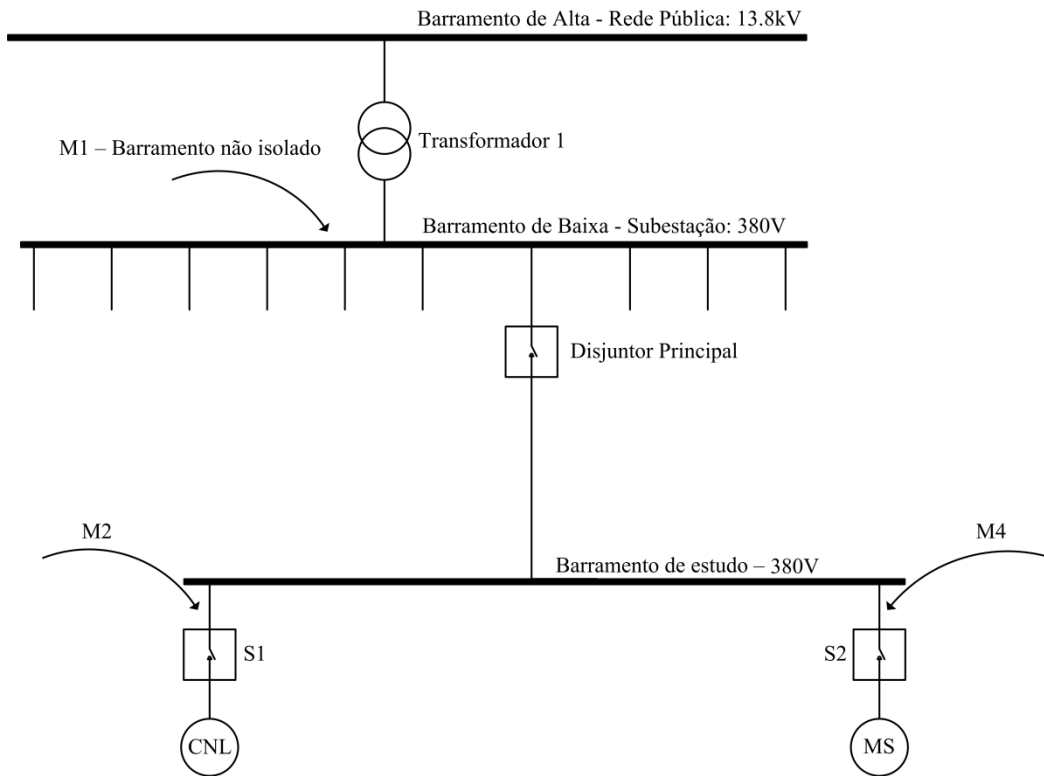 Barramento de Alta - Rede Pública: 13.8kV
M1 – Barramento não isolado
Transformador 1
Barramento de Baixa - Subestação: 380V
Disjuntor Principal
M2
M4
Barramento de estudo – 380V
S1
S2
CNL
MS